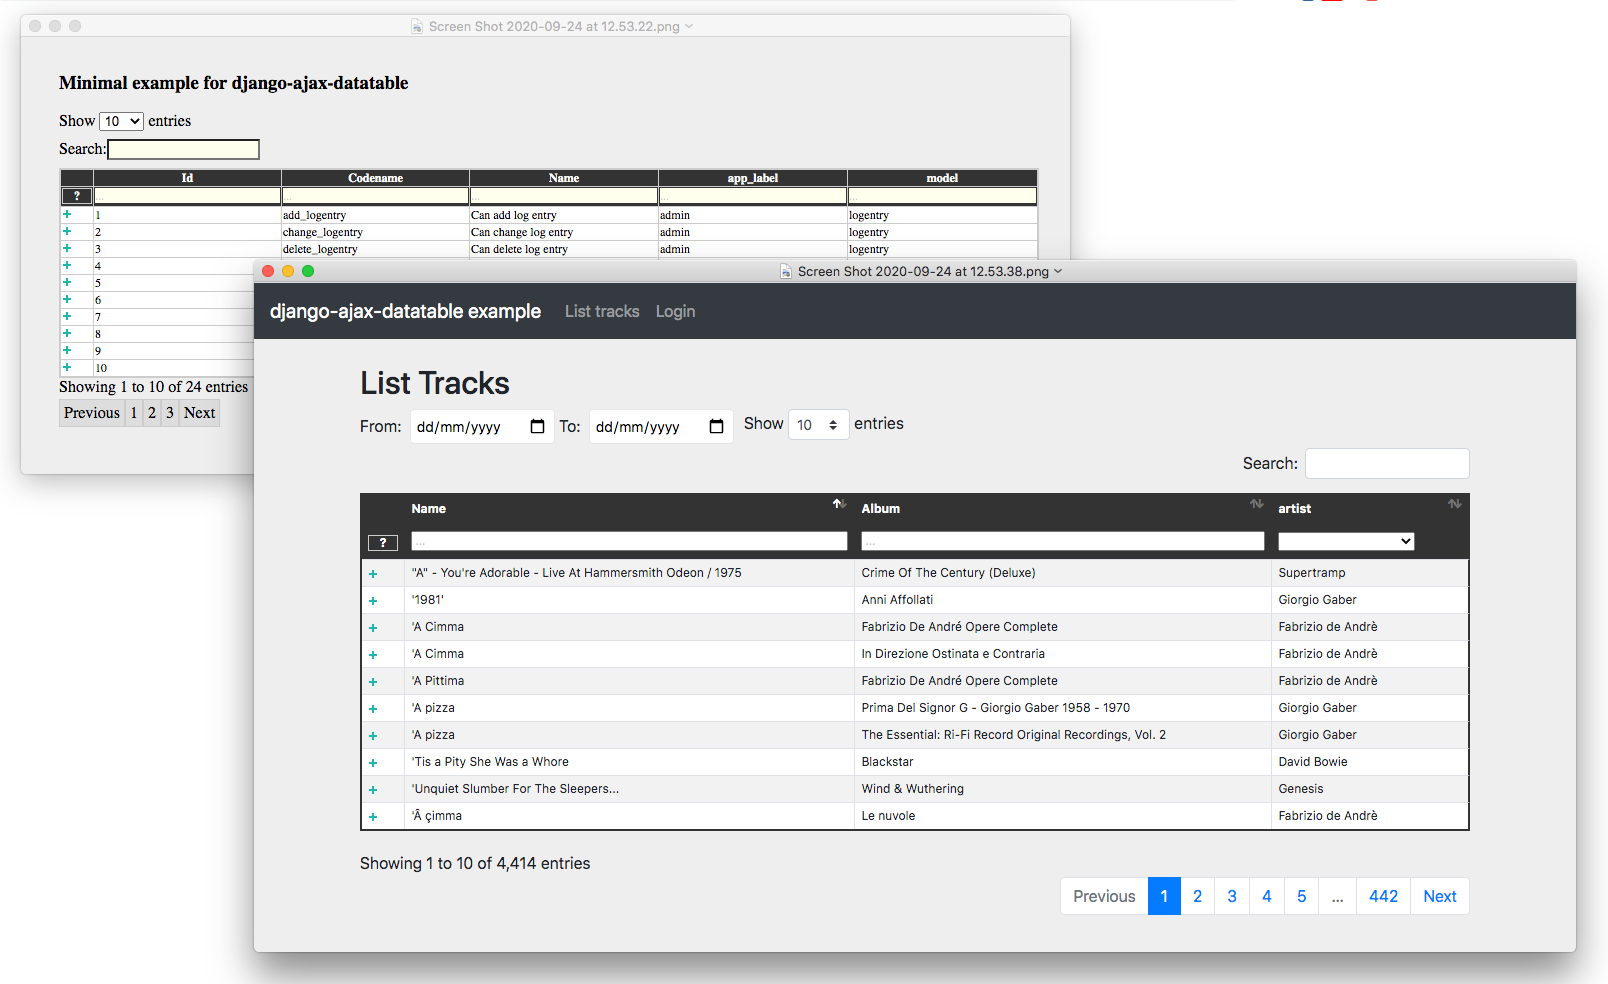 Screen Shot 2020-09-24 at 12.53.22.png
Minimal example for django-ajax-datatable
Show 10 entries
Search:
Id Codename Name app_label model
? ... ... ... ... ...
+ 1 add_logentry Can add log entry admin logentry
+ 2 change_logentry Can change log entry admin logentry
+ 3 delete_logentry Can delete log entry admin logentry
+ 4
+ 5
+ 6
+ 7
+ 8
+ 9
+ 10
Showing 1 to 10 of 24 entries
Previous 1 2 3 Next
Screen Shot 2020-09-24 at 12.53.38.png
django-ajax-datatable example List tracks Login
List Tracks
From: dd/mm/yyyy To: dd/mm/yyyy Show 10 entries
Search:
Name Album artist
? ... ...
+ "A" - You're Adorable - Live At Hammersmith Odeon / 1975 Crime Of The Century (Deluxe) Supertramp
+ '1981' Anni Affollati Giorgio Gaber
+ 'A Cimma Fabrizio De André Opere Complete Fabrizio de Andrè
+ 'A Cimma In Direzione Ostinata e Contraria Fabrizio de Andrè
+ 'A Pittima Fabrizio De André Opere Complete Fabrizio de Andrè
+ 'A pizza Prima Del Signor G - Giorgio Gaber 1958 - 1970 Giorgio Gaber
+ 'A pizza The Essential: Ri-Fi Record Original Recordings, Vol. 2 Giorgio Gaber
+ 'Tis a Pity She Was a Whore Blackstar David Bowie
+ 'Unquiet Slumber For The Sleepers... Wind & Wuthering Genesis
+ 'Â çimma Le nuvole Fabrizio de Andrè
Showing 1 to 10 of 4,414 entries
Previous 1 2 3 4 5 ... 442 Next